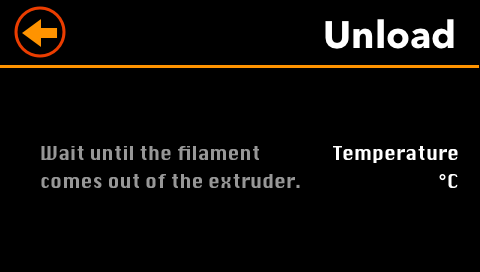 Unload
Wait until the filament
comes out of the extruder.
Temperature
°C